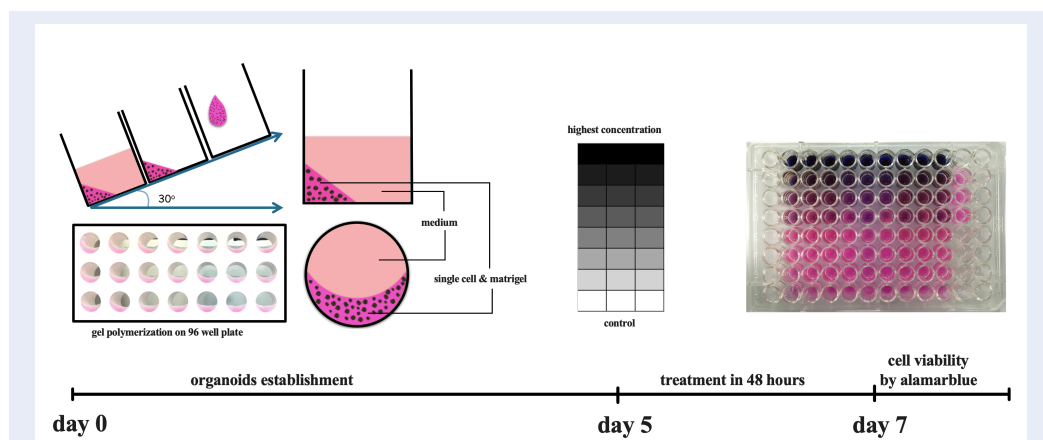 30°
gel polymerization on 96 well plate
medium
single cell & matrigel
highest concentration
control
organoids establishment
treatment in 48 hours
cell viability
by alamarblue
day 0
day 5
day 7